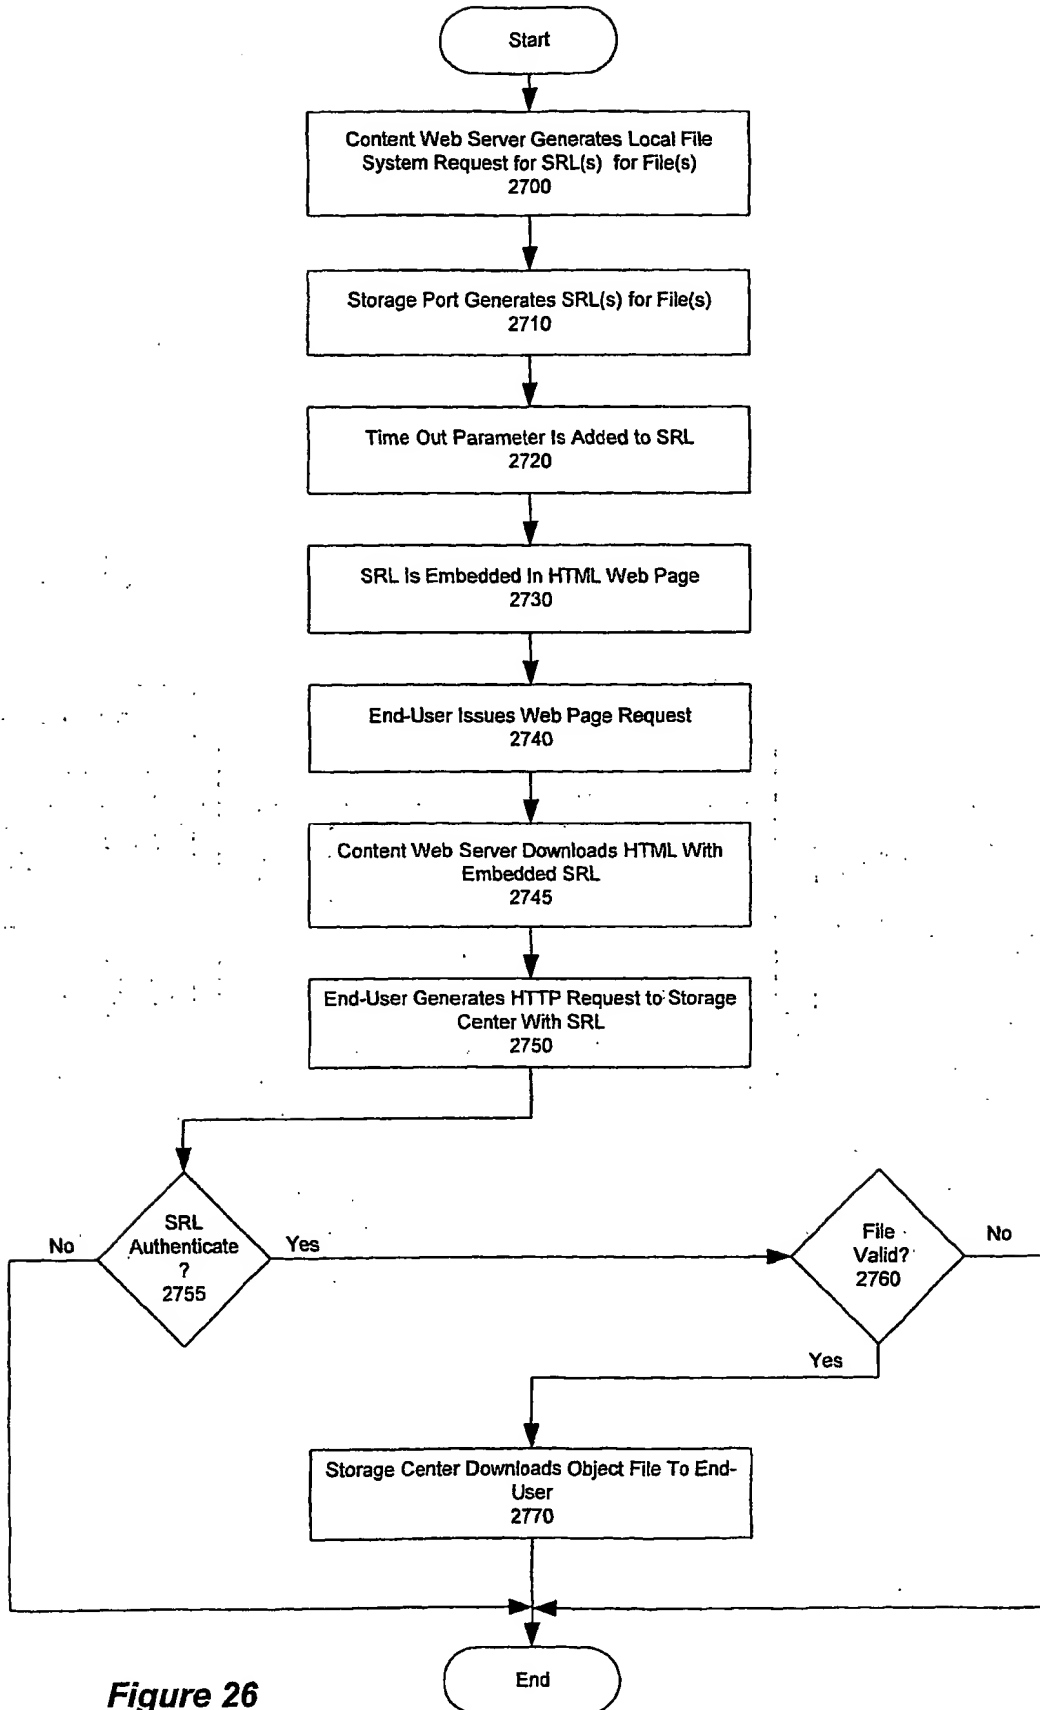 Start
Content Web Server Generates Local File
System Request for SRL(s) for File(s)
2700
Storage Port Generates SRL(s) for File(s)
2710
Time Out Parameter Is Added to SRL
2720
SRL Is Embedded In HTML Web Page
2730
End-User Issues Web Page Request
2740
Content Web Server Downloads HTML With
Embedded SRL
2745
End-User Generates HTTP Request to Storage
Center With SRL
2750
SRL
Authenticate
?
2755
No
Yes
File
Valid?
2760
No
Yes
Storage Center Downloads Object File To End-
User
2770
End
Figure 26